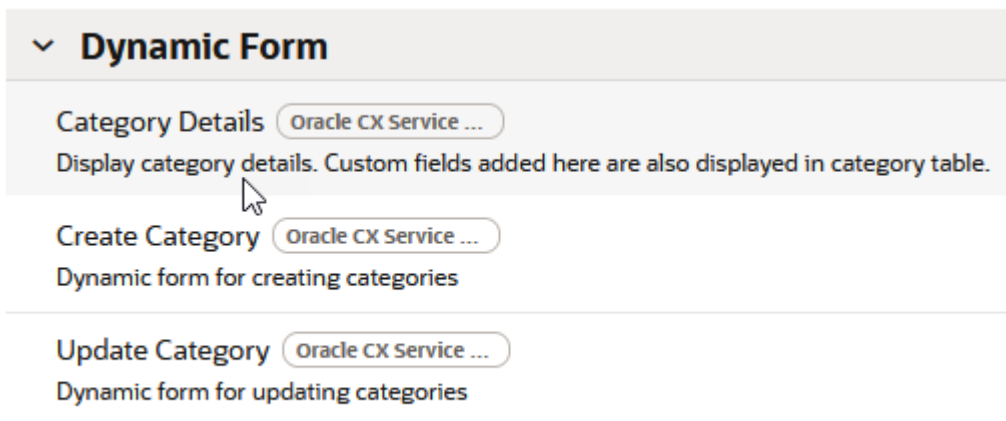 Dynamic Form
Category Details Oracle CX Service ...
Display category details. Custom fields added here are also displayed in category table.
Create Category Oracle CX Service ...
Dynamic form for creating categories
Update Category Oracle CX Service ...
Dynamic form for updating categories